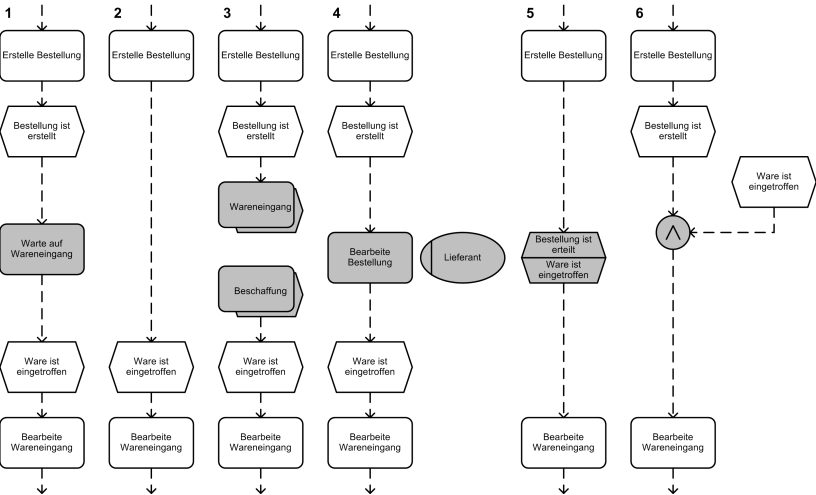 1
2
3
4
5
6
Erstelle Bestellung
Erstelle Bestellung
Erstelle Bestellung
Erstelle Bestellung
Erstelle Bestellung
Erstelle Bestellung
Bestellung ist
erstellt
Bestellung ist
erstellt
Bestellung ist
erstellt
Bestellung ist
erstellt
Ware ist
eingetroffen
Wareneingang
Warte auf
Wareneingang
Bearbeite
Bestellung
Lieferant
Bestellung ist
erteilt
Ware ist
eingetroffen
Beschaffung
Ware ist
eingetroffen
Ware ist
eingetroffen
Ware ist
eingetroffen
Ware ist
eingetroffen
Bearbeite
Wareneingang
Bearbeite
Wareneingang
Bearbeite
Wareneingang
Bearbeite
Wareneingang
Bearbeite
Wareneingang
Bearbeite
Wareneingang